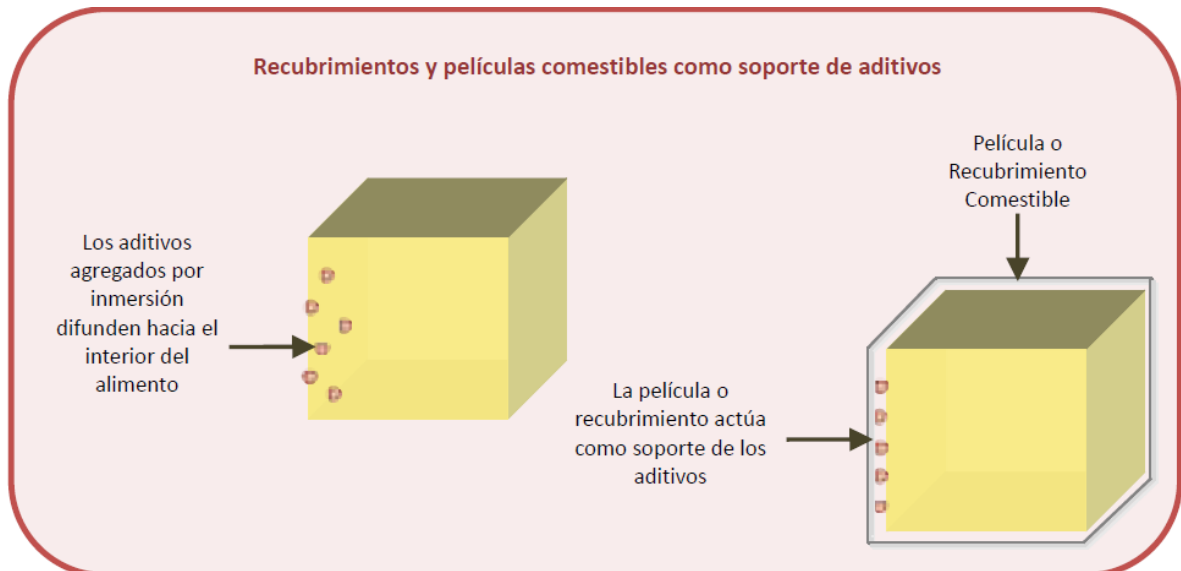 Recubrimientos y películas comestibles como soporte de aditivos
Los aditivos
agregados por
inmersión
difunden hacia el
interior del
alimento
Película o
Recubrimiento
Comestible
La película o
recubrimiento actúa
como soporte de los
aditivos